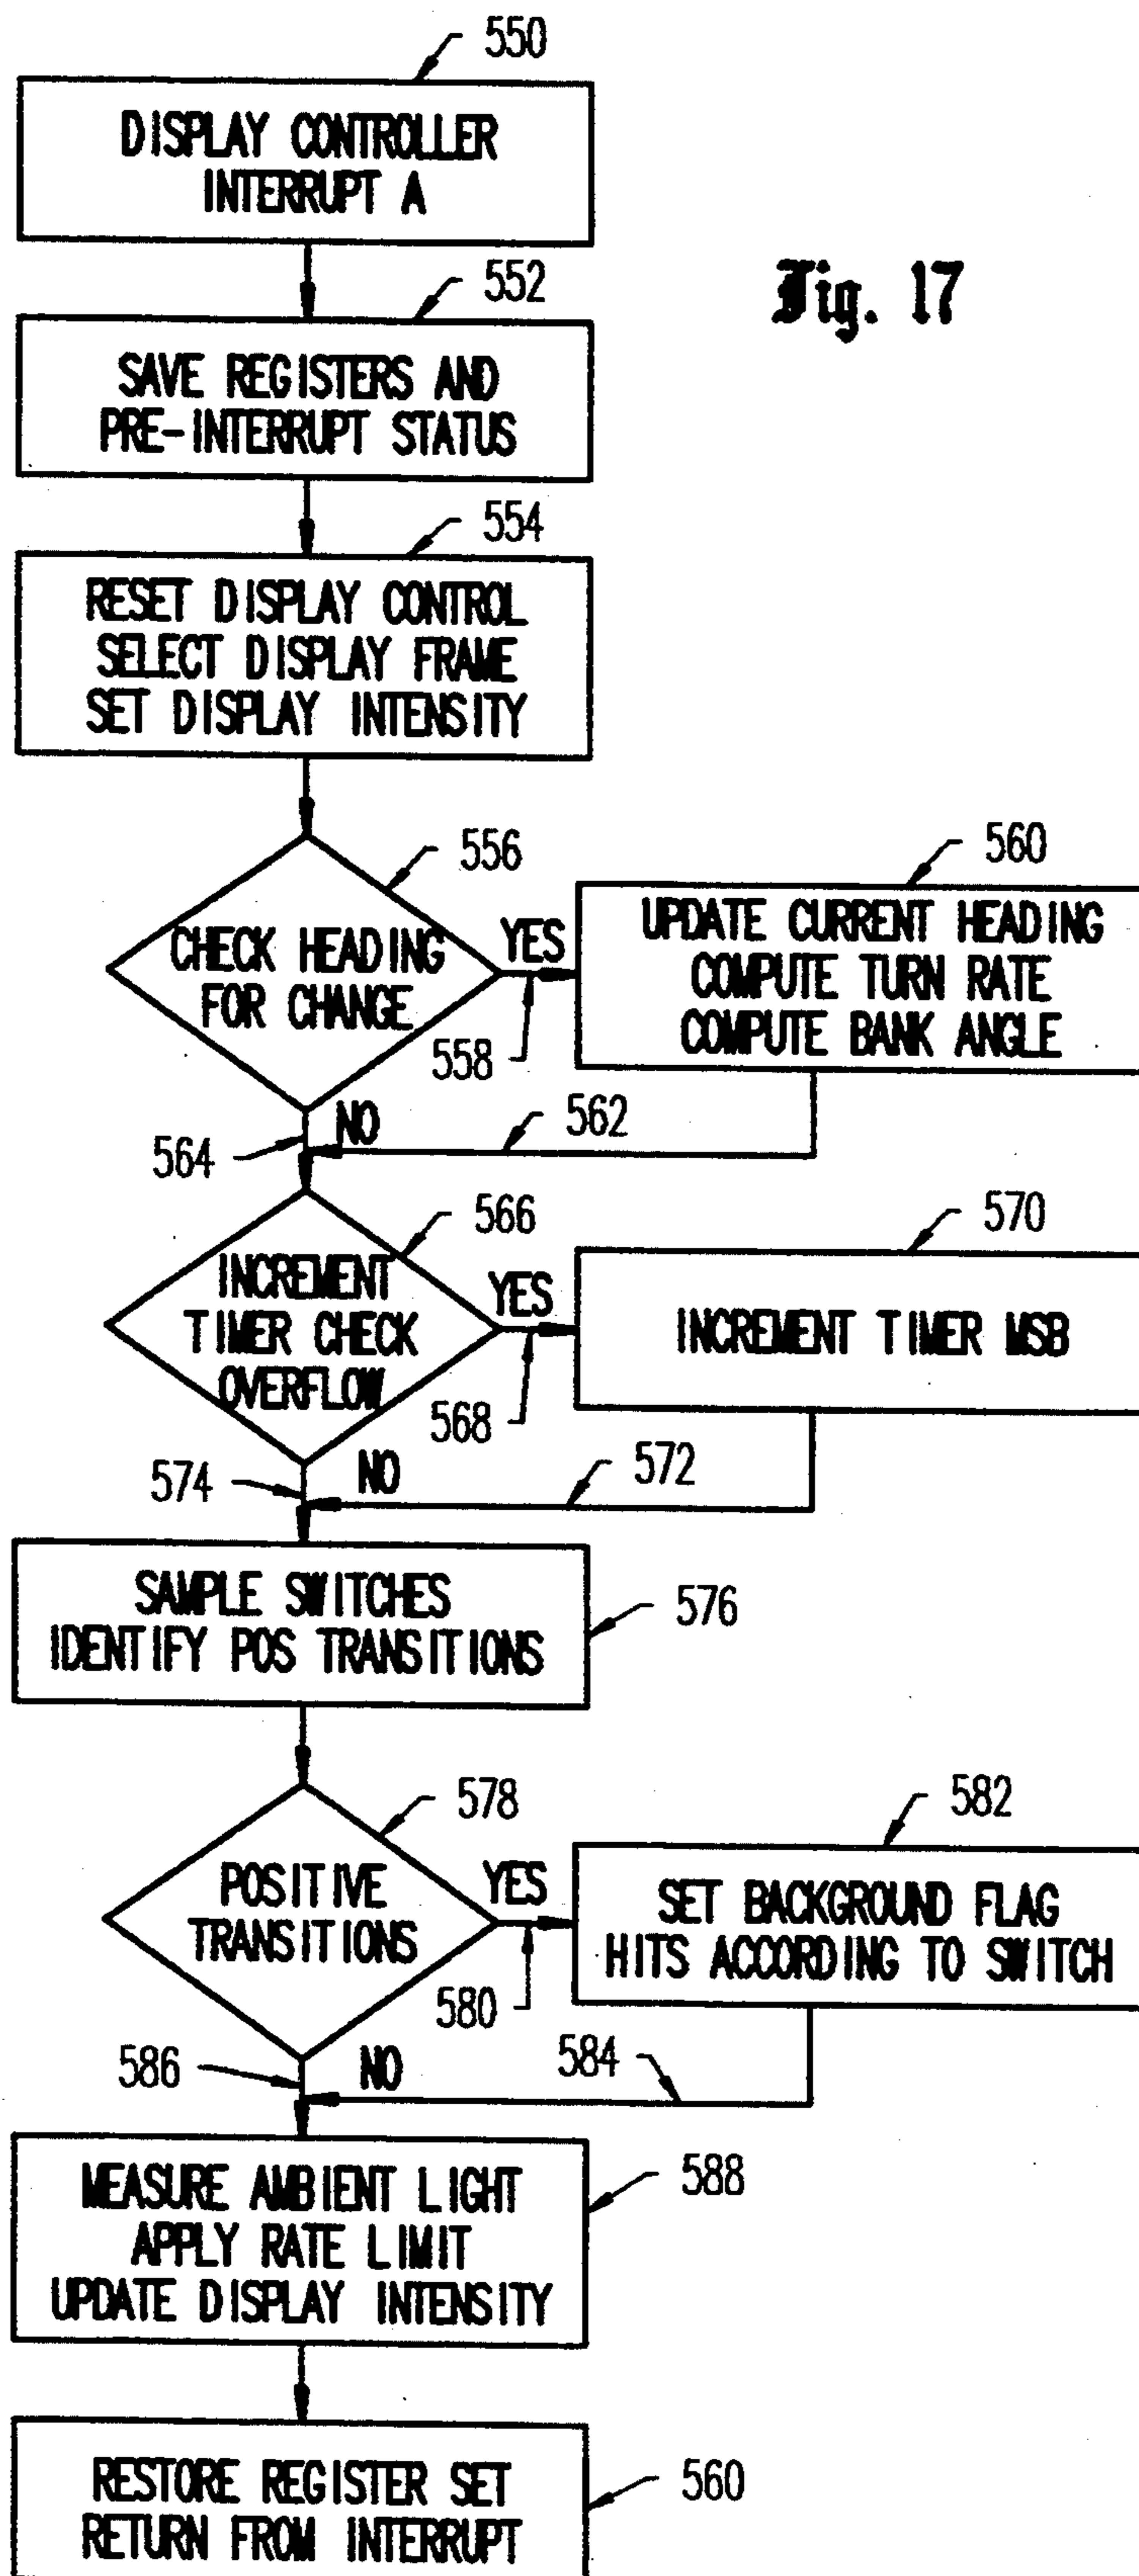 550
DISPLAY CONTROLLER
INTERRUPT A
Fig. 17
552
SAVE REGISTERS AND
PRE-INTERRUPT STATUS
554
RESET DISPLAY CONTROL
SELECT DISPLAY FRAME
SET DISPLAY INTENSITY
556
CHECK HEADING
FOR CHANGE
YES
558
560
UPDATE CURRENT HEADING
COMPUTE TURN RATE
COMPUTE BANK ANGLE
562
564
NO
566
INCREMENT
TIMER CHECK
OVERFLOW
YES
568
570
INCREMENT TIMER MSB
572
574
NO
SAMPLE SWITCHES
IDENTIFY POS TRANSITIONS
576
578
POSITIVE
TRANSITIONS
YES
580
582
SET BACKGROUND FLAG
HITS ACCORDING TO SWITCH
584
586
NO
MEASURE AMBIENT LIGHT
APPLY RATE LIMIT
UPDATE DISPLAY INTENSITY
588
RESTORE REGISTER SET
RETURN FROM INTERRUPT
560